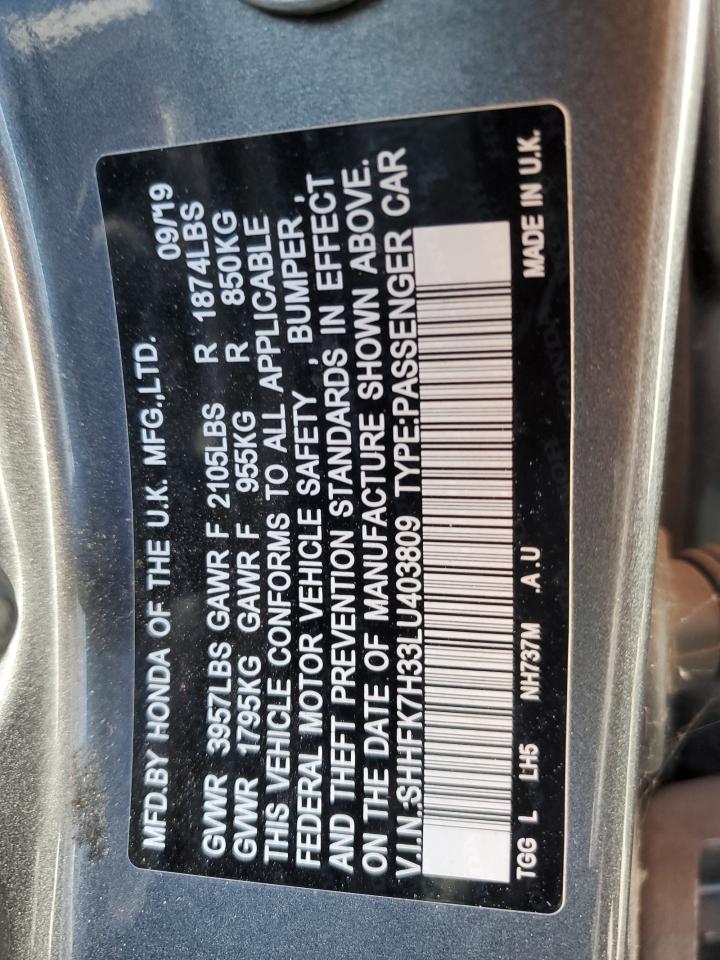 MFD.BY HONDA OF THE U.K. MFG.,LTD. 09/19
GVWR 3957LBS GAWR F 2105LBS R 1874LBS
GVWR 1795KG GAWR F 955KG R 850KG
THIS VEHICLE CONFORMS TO ALL APPLICABLE
FEDERAL MOTOR VEHICLE SAFETY , BUMPER ,
AND THEFT PREVENTION STANDARDS IN EFFECT
ON THE DATE OF MANUFACTURE SHOWN ABOVE.
V.I.N.:SHHFK7H33LU403809 TYPE:PASSENGER CAR
TGG L LH5 NH737M .A.U MADE IN U.K.